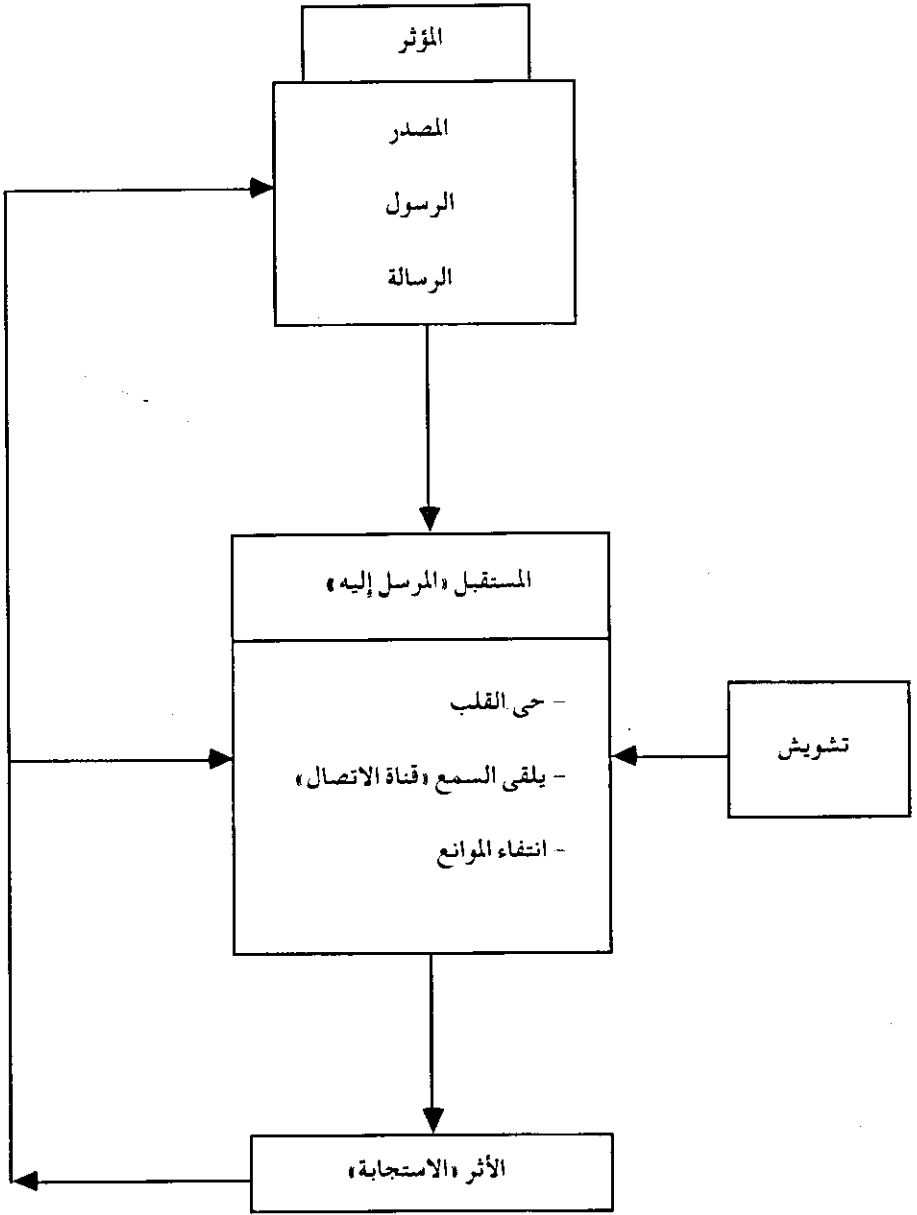 المؤثر
المصدر
الرسول
الرسالة
المستقبل «المرسل إليه»
- حى القلب
- يلقى السمع «قناة الاتصال»
- انتفاء الموانع
تشويش
الأثر «الاستجابة»